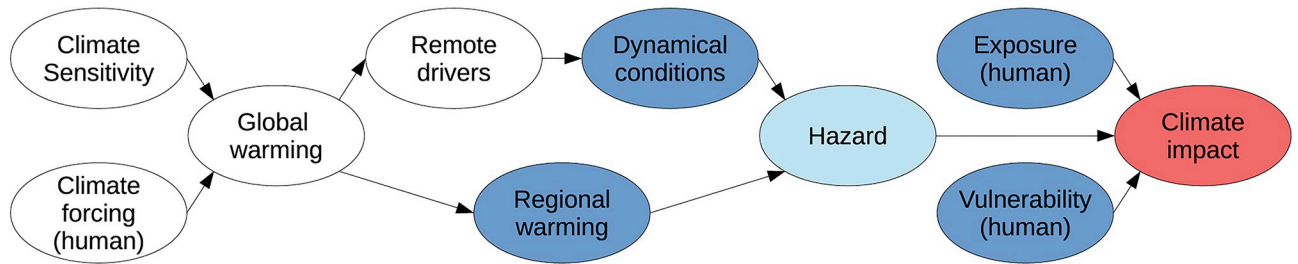 Climate
Sensitivity
Remote
drivers
Dynamical
conditions
Exposure
(human)
Global
warming
Hazard
Climate
impact
Climate
forcing
(human)
Regional
warming
Vulnerability
(human)